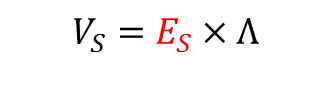 V_S = E_S × Λ